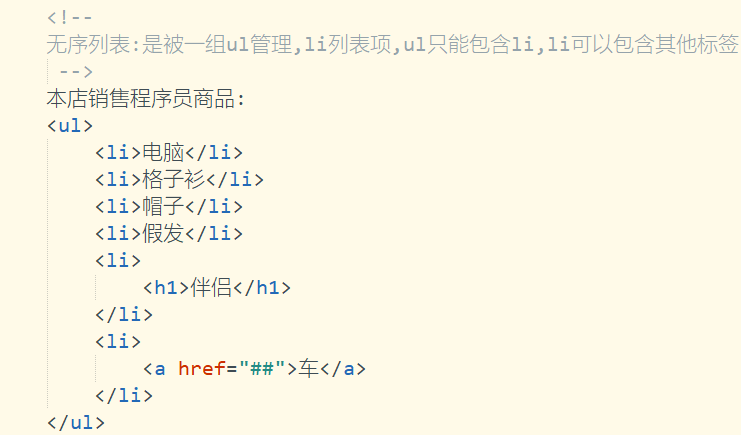 <!--
无序列表:是被一组ul管理,li列表项,ul只能包含li,li可以包含其他标签
-->
本店销售程序员商品:
<ul>
<li>电脑</li>
<li>格子衫</li>
<li>帽子</li>
<li>假发</li>
<li>
<h1>伴侣</h1>
</li>
<li>
<a href="##">车</a>
</li>
</ul>